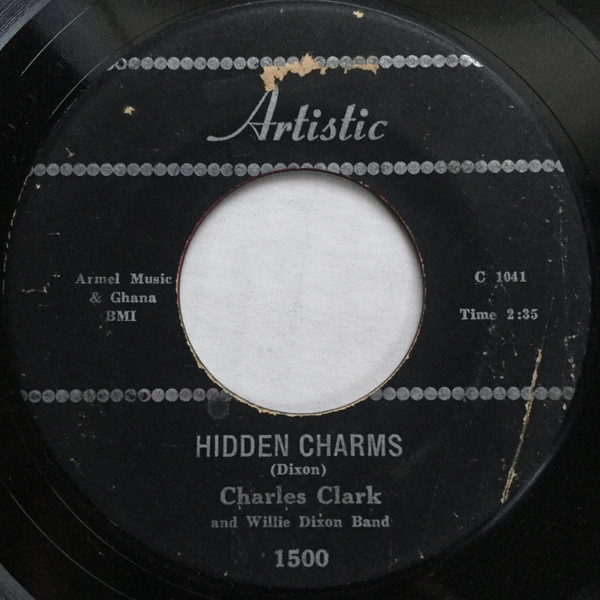 Artistic
Armel Music
& Ghana
BMI
C 1041
Time 2:35
HIDDEN CHARMS
(Dixon)
Charles Clark
and Willie Dixon Band
1500